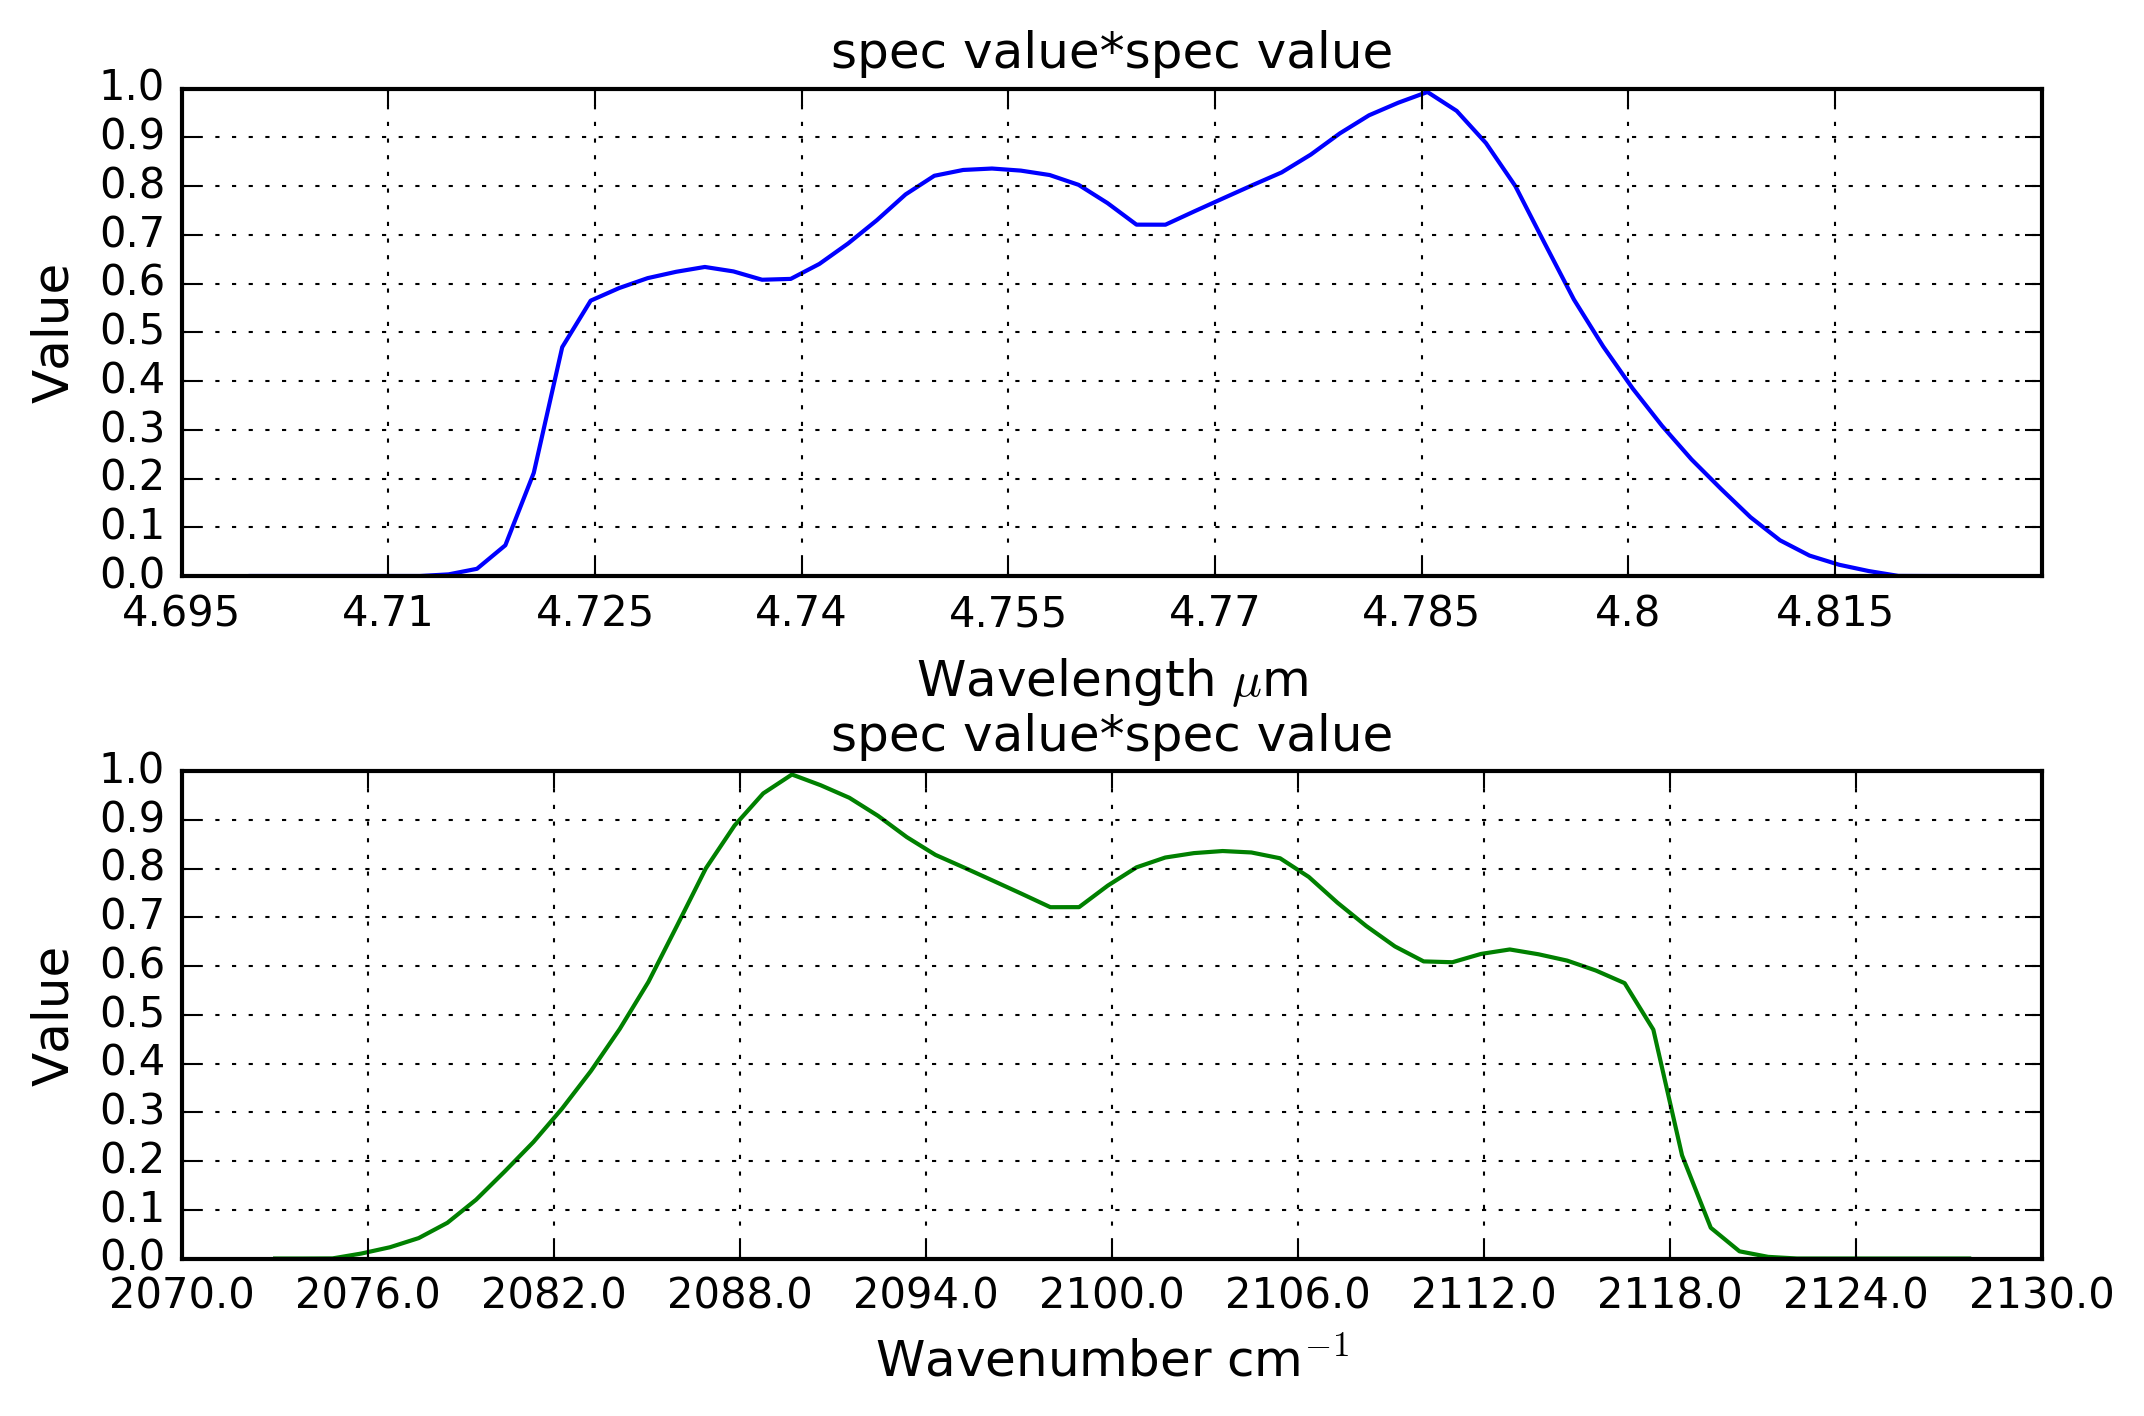 spec value*spec value
1.0
0.9
0.8
0.7
0.6
0.5
0.4
0.3
0.2
0.1
0.0
Value
4.695 4.71 4.725 4.74 4.755 4.77 4.785 4.8 4.815
Wavelength μm
spec value*spec value
1.0
0.9
0.8
0.7
0.6
0.5
0.4
0.3
0.2
0.1
0.0
Value
2070.0 2076.0 2082.0 2088.0 2094.0 2100.0 2106.0 2112.0 2118.0 2124.0 2130.0
Wavenumber cm⁻¹